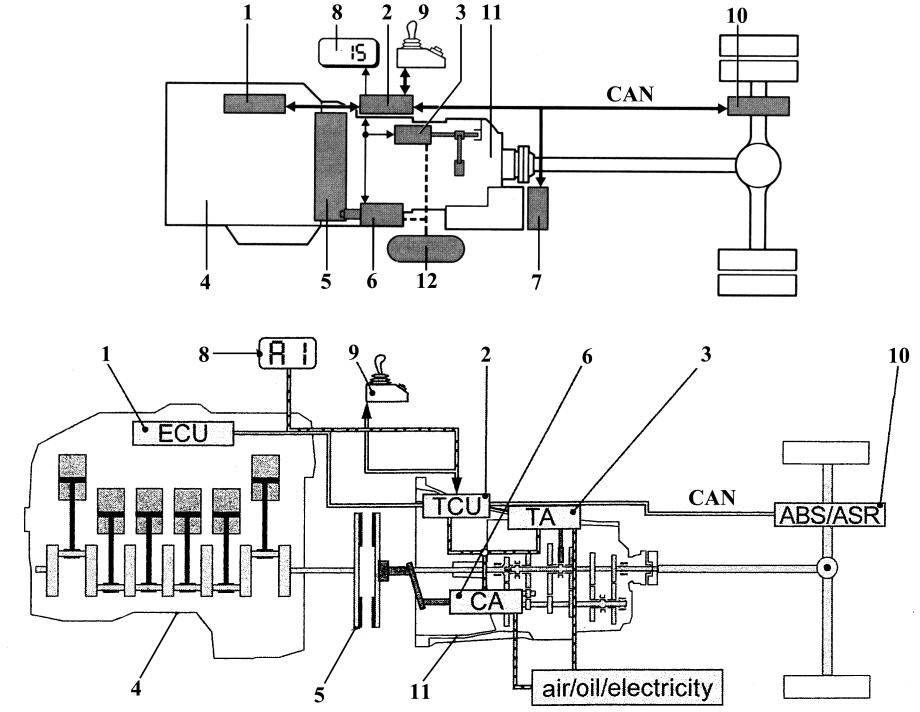 1 8 2 9 3 11 10
15
CAN
4 5 6 12 7
1 8 A 1 9 2 6 3 10
ECU
TCU
TA
CAN
ABS/ASR
CA
air/oil/electricity
4 5 11